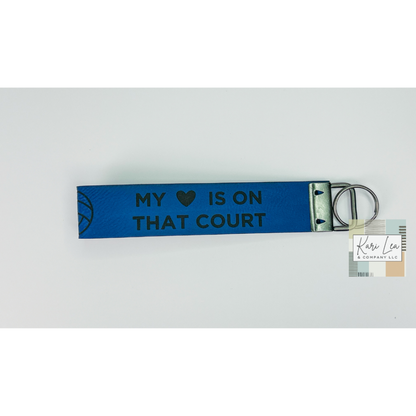 MY ♥ IS ON
THAT COURT
Kari Lea
& COMPANY LLC